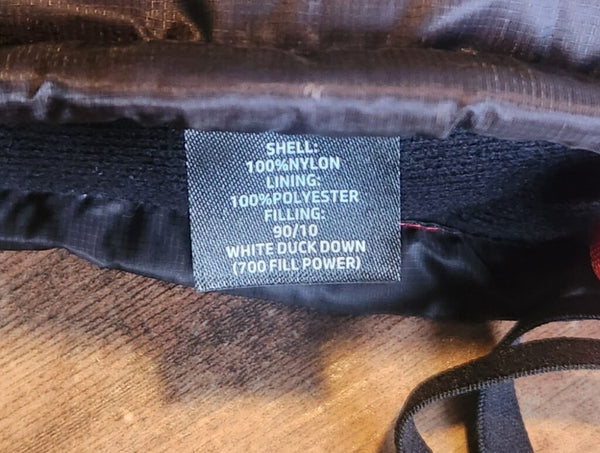 SHELL:
100%NYLON
LINING:
100%POLYESTER
FILLING:
90/10
WHITE DUCK DOWN
(700 FILL POWER)